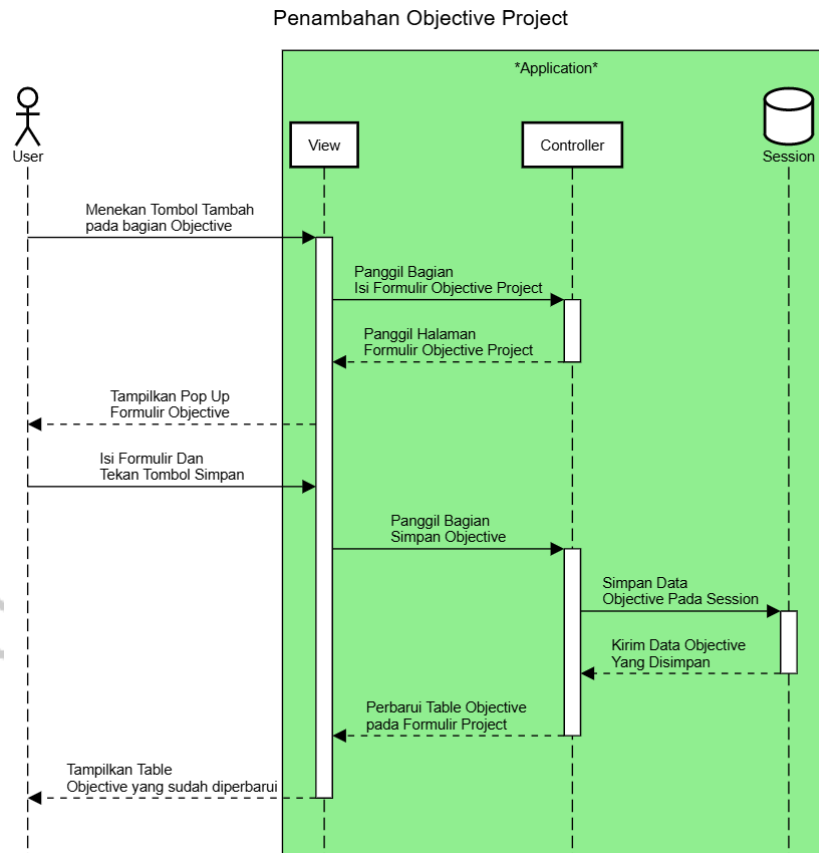 Penambahan Objective Project
*Application*
User
View
Controller
Session
Menekan Tombol Tambah
pada bagian Objective
Panggil Bagian
Isi Formulir Objective Project
Panggil Halaman
Formulir Objective Project
Tampilkan Pop Up
Formulir Objective
Isi Formulir Dan
Tekan Tombol Simpan
Panggil Bagian
Simpan Objective
Simpan Data
Objective Pada Session
Kirim Data Objective
Yang Disimpan
Perbarui Table Objective
pada Formulir Project
Tampilkan Table
Objective yang sudah diperbarui